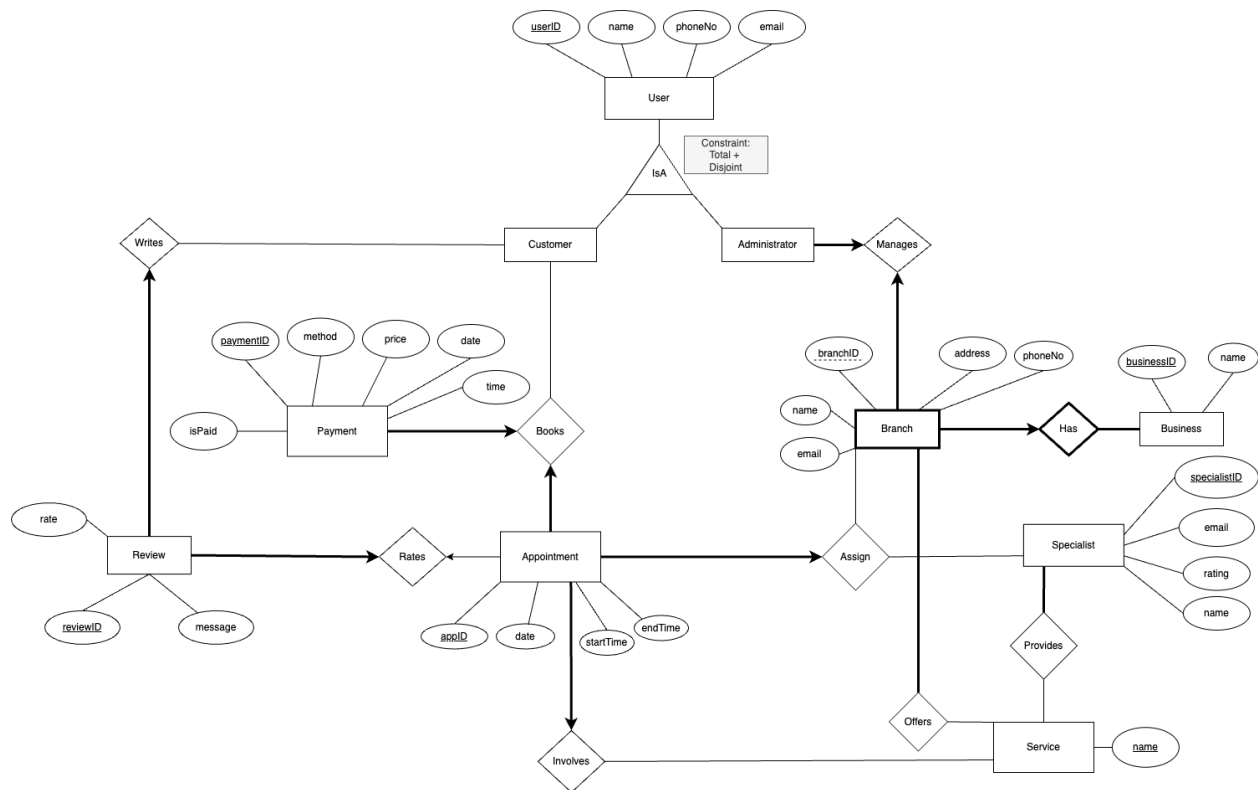 userID
name
phoneNo
email
User
Constraint:
Total +
Disjoint
IsA
Writes
Customer
Administrator
Manages
paymentID
method
price
date
time
isPaid
Payment
Books
branchID
address
phoneNo
name
email
Branch
Has
businessID
name
Business
rate
Review
reviewID
message
Rates
Appointment
appID
date
startTime
endTime
Assign
Specialist
specialistID
email
rating
name
Provides
Offers
Involves
Service
name